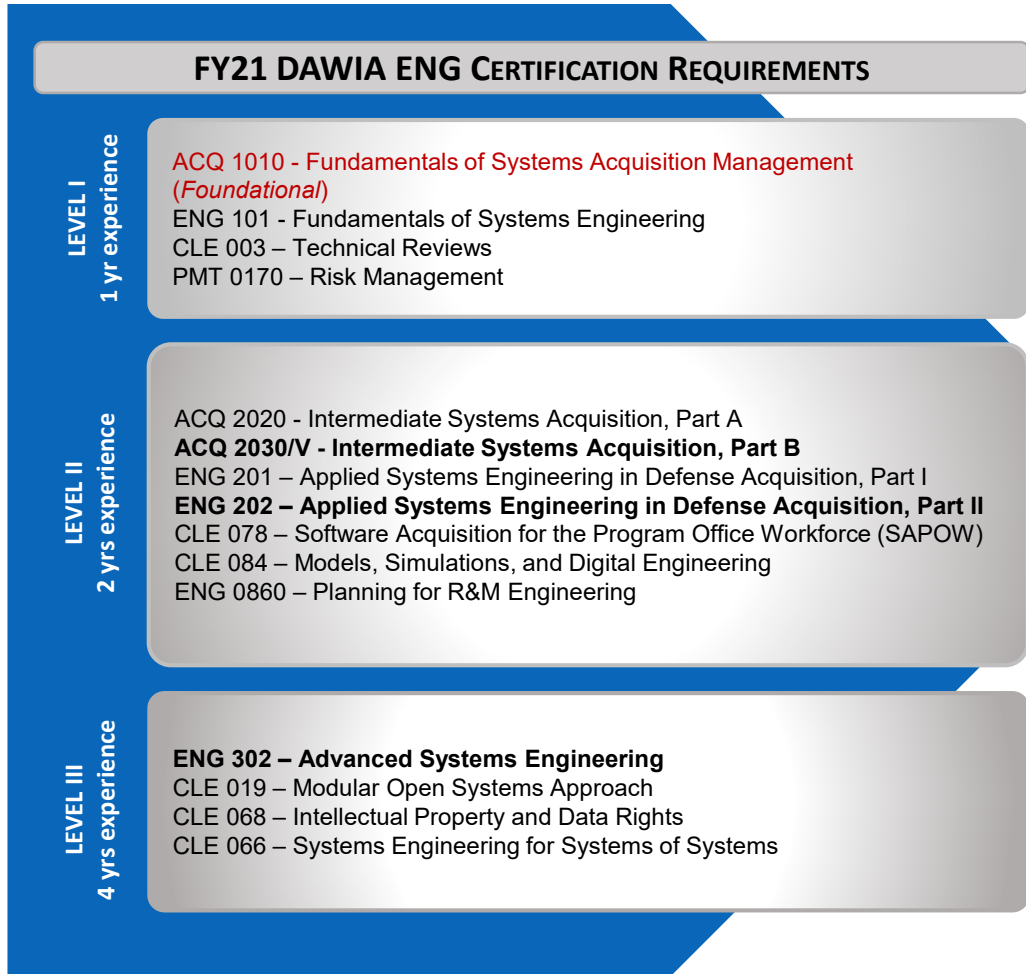 FY21 DAWIA ENG CERTIFICATION REQUIREMENTS
LEVEL I
1 yr experience
ACQ 1010 - Fundamentals of Systems Acquisition Management
(Foundational)
ENG 101 - Fundamentals of Systems Engineering
CLE 003 – Technical Reviews
PMT 0170 – Risk Management
LEVEL II
2 yrs experience
ACQ 2020 - Intermediate Systems Acquisition, Part A
ACQ 2030/V - Intermediate Systems Acquisition, Part B
ENG 201 – Applied Systems Engineering in Defense Acquisition, Part I
ENG 202 – Applied Systems Engineering in Defense Acquisition, Part II
CLE 078 – Software Acquisition for the Program Office Workforce (SAPOW)
CLE 084 – Models, Simulations, and Digital Engineering
ENG 0860 – Planning for R&M Engineering
LEVEL III
4 yrs experience
ENG 302 – Advanced Systems Engineering
CLE 019 – Modular Open Systems Approach
CLE 068 – Intellectual Property and Data Rights
CLE 066 – Systems Engineering for Systems of Systems